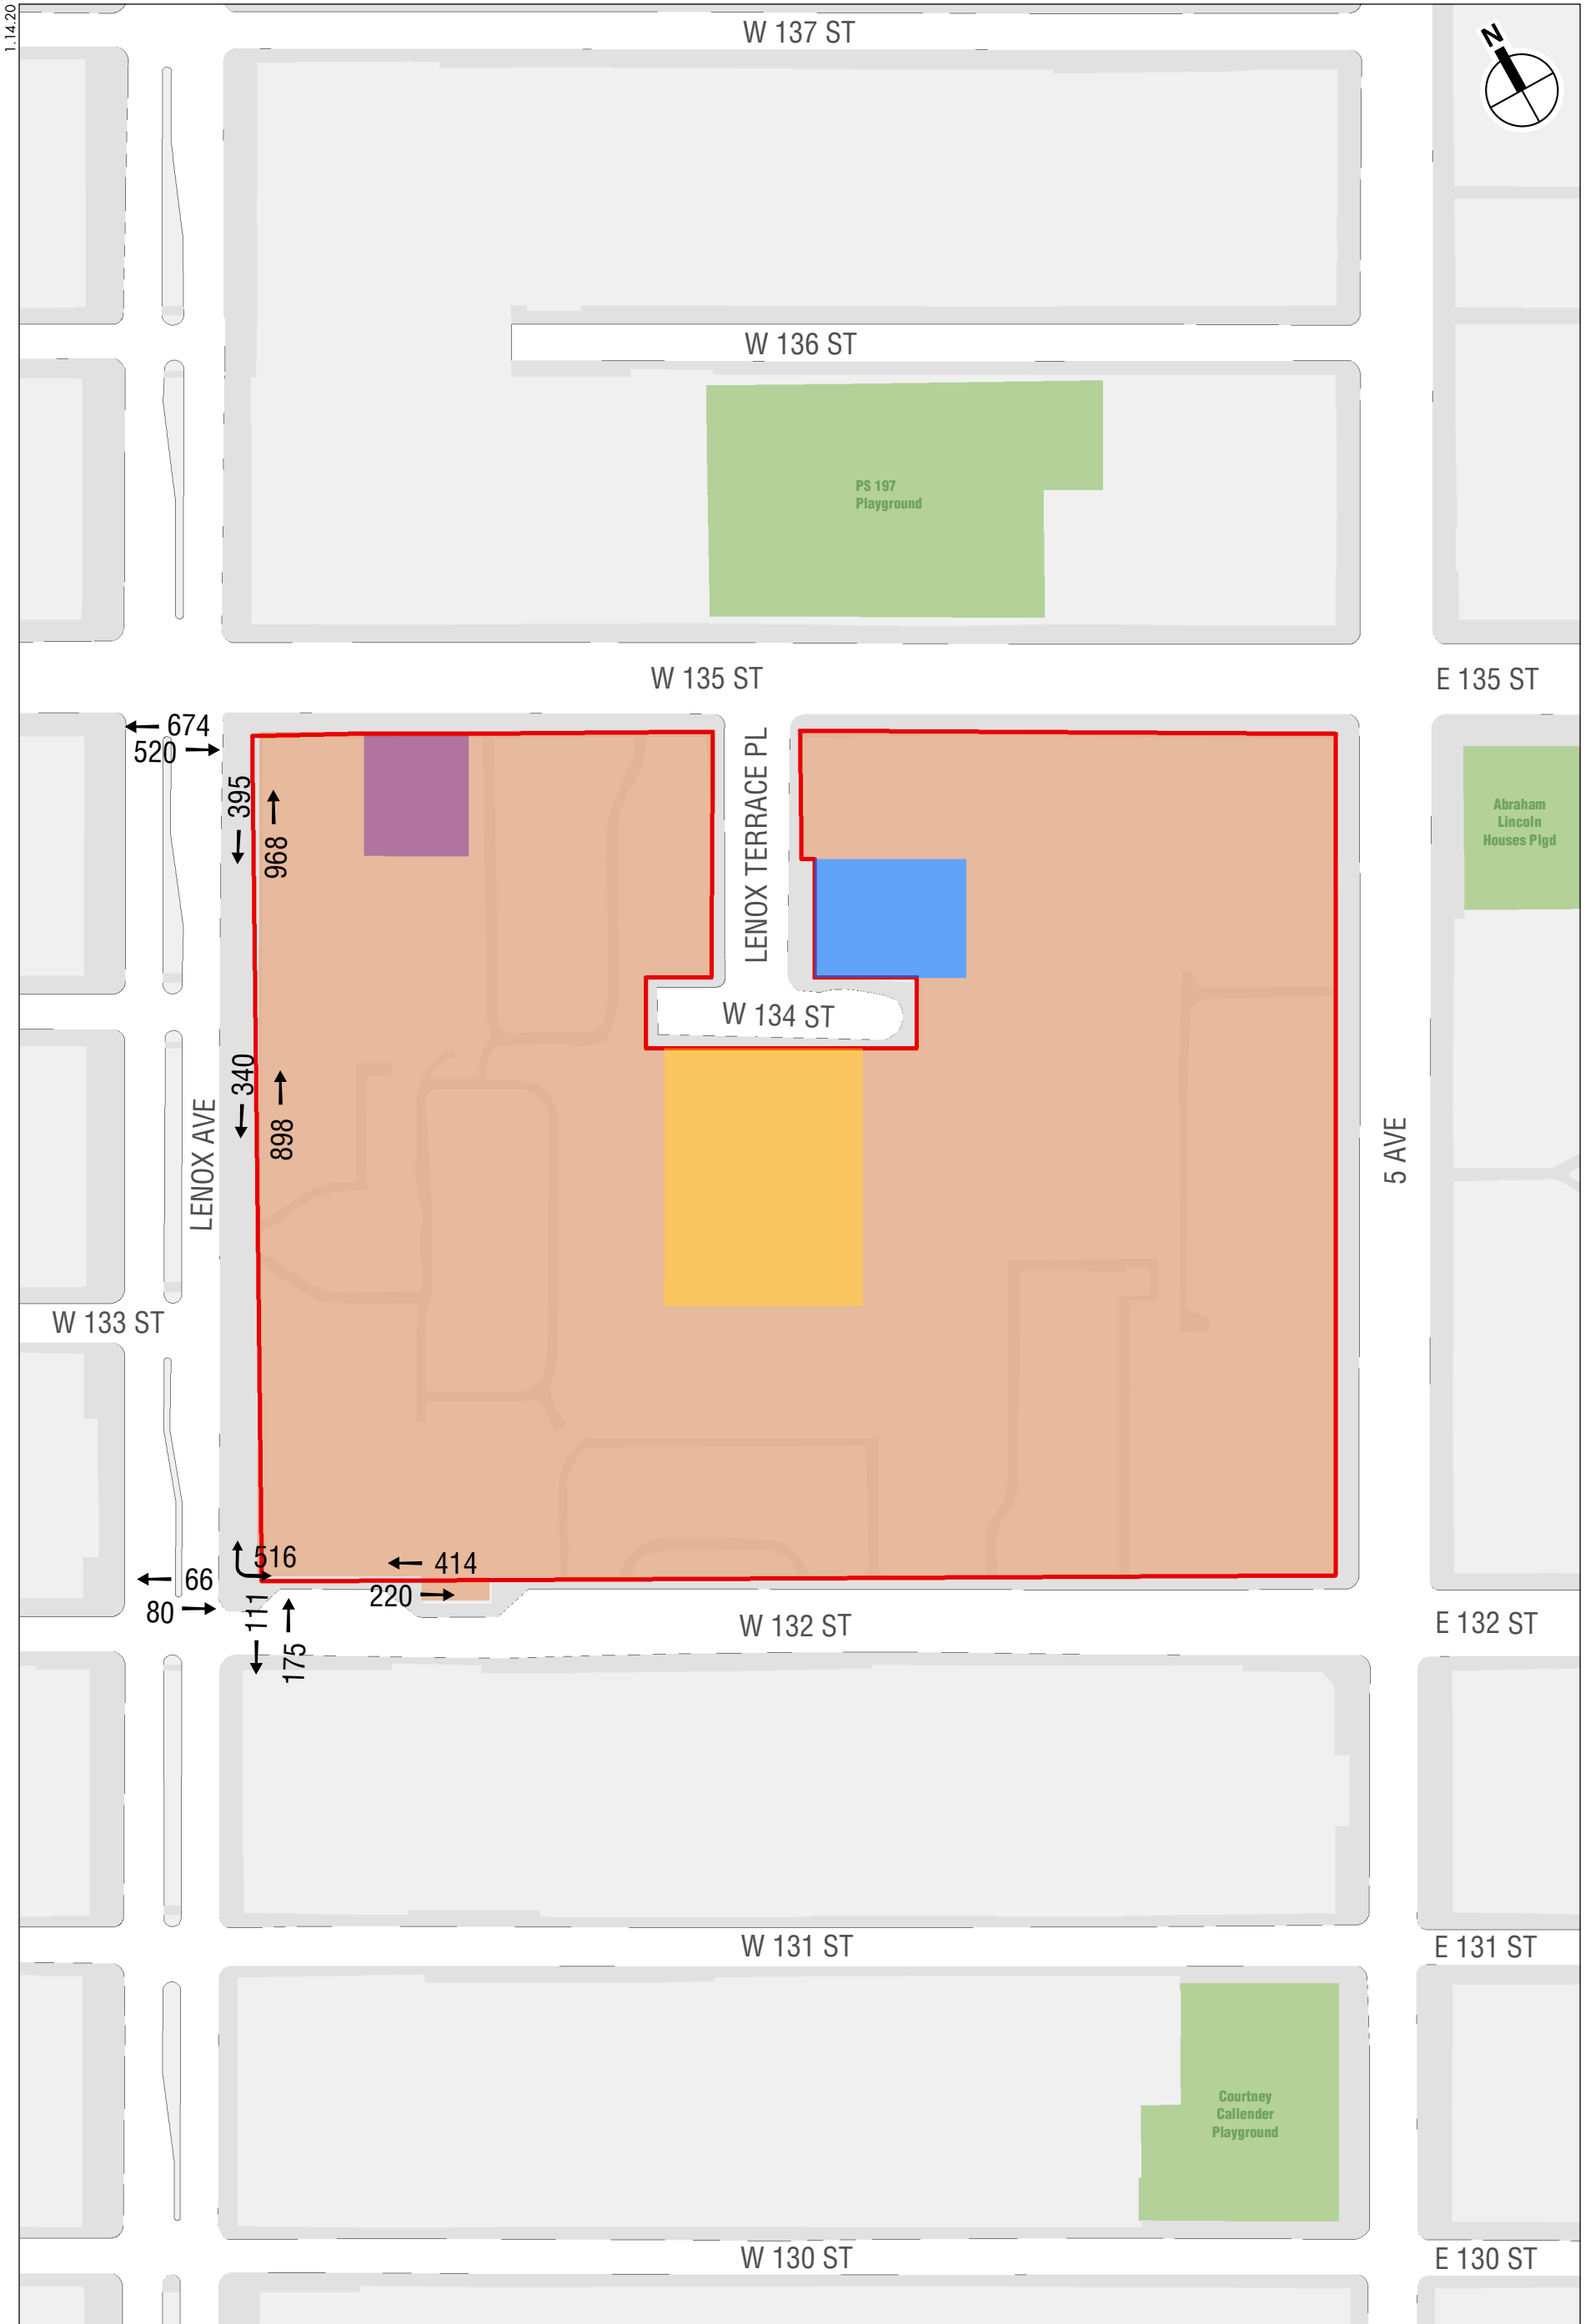 1.14.20
W 137 ST
N
W 136 ST
PS 197
Playground
W 135 ST
E 135 ST
674
520
395
968
LENOX TERRACE PL
Abraham
Lincoln
Houses Plgd
W 134 ST
340
898
LENOX AVE
5 AVE
W 133 ST
516
414
66
220
80
111
175
W 132 ST
E 132 ST
W 131 ST
E 131 ST
Courtney
Callender
Playground
W 130 ST
E 130 ST